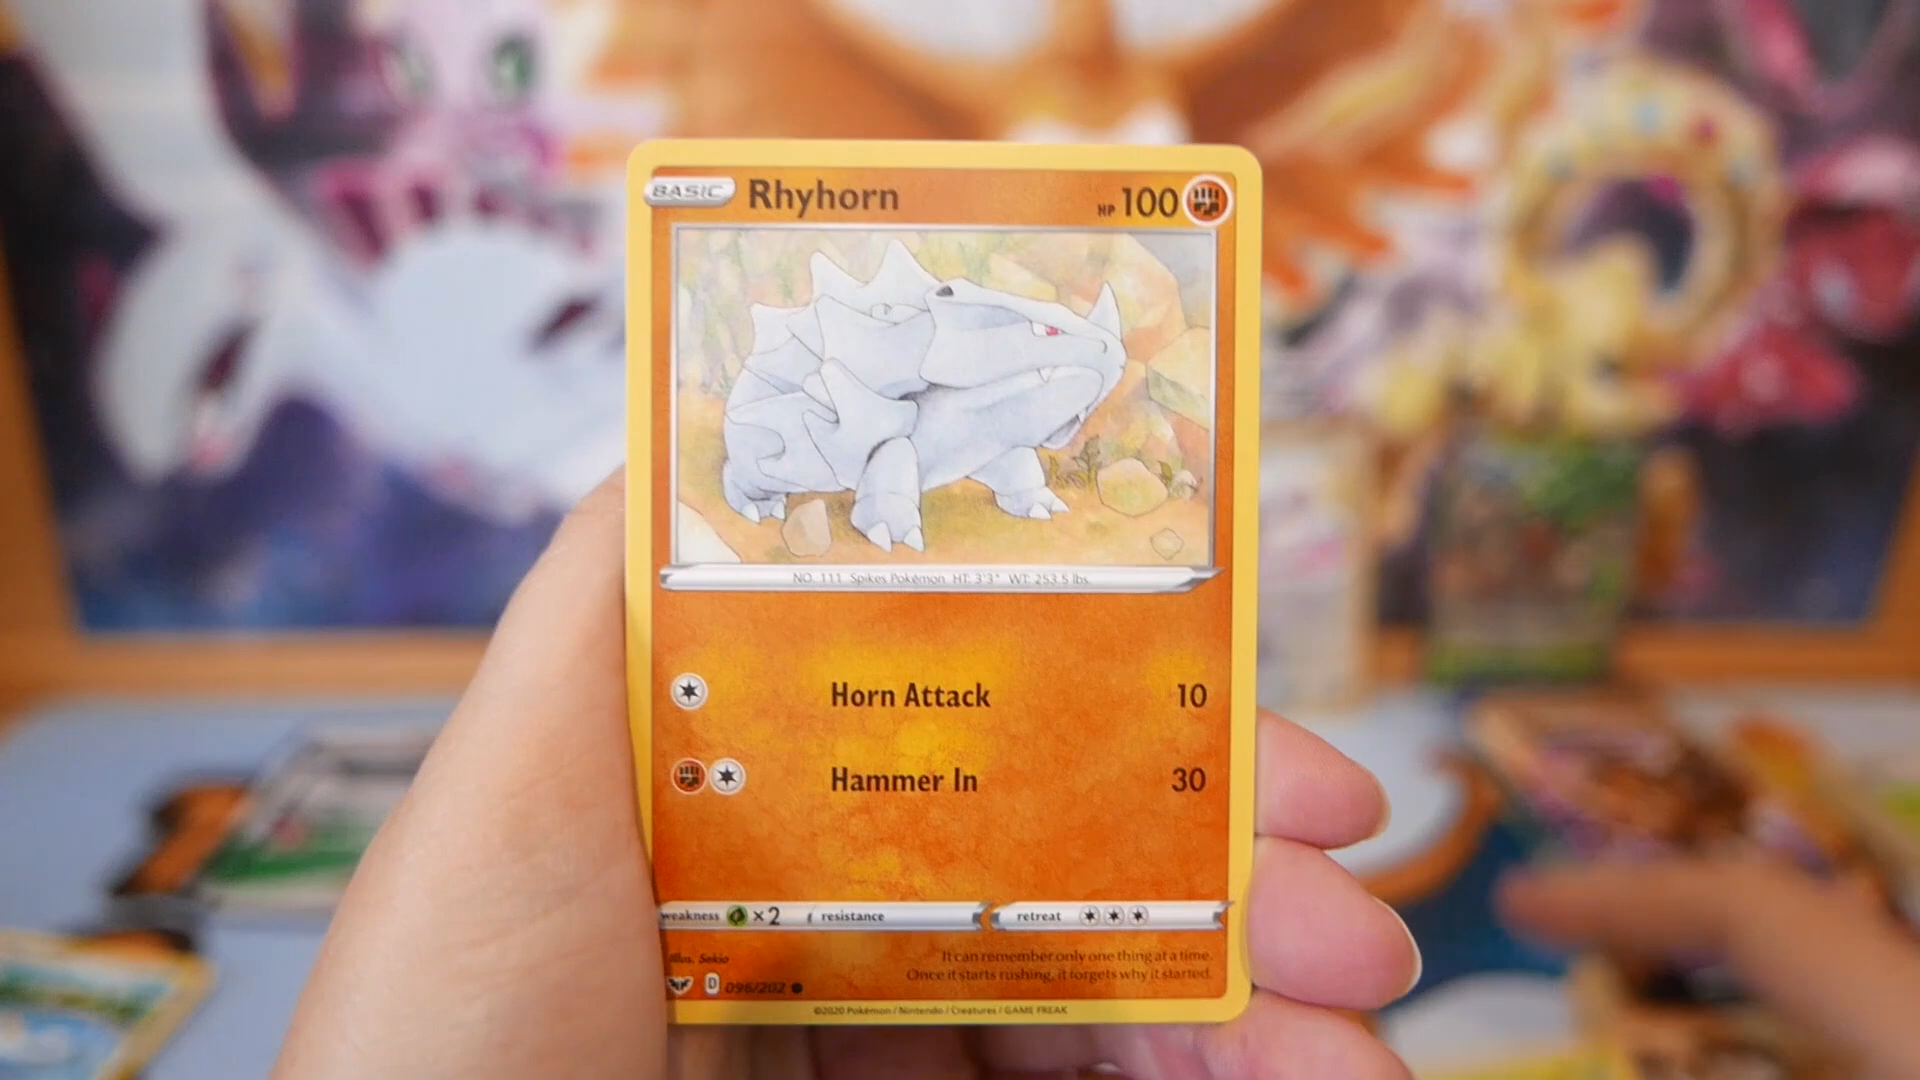 BASIC Rhyhorn HP 100
NO. 111 Spikes Pokémon HT: 3'3" WT: 253.5 lbs.
Horn Attack 10
Hammer In 30
weakness ×2 resistance retreat
Illus. Sekio
It can remember only one thing at a time.
Once it starts rushing, it forgets why it started.
D 096/202
©2020 Pokémon / Nintendo / Creatures / GAME FREAK